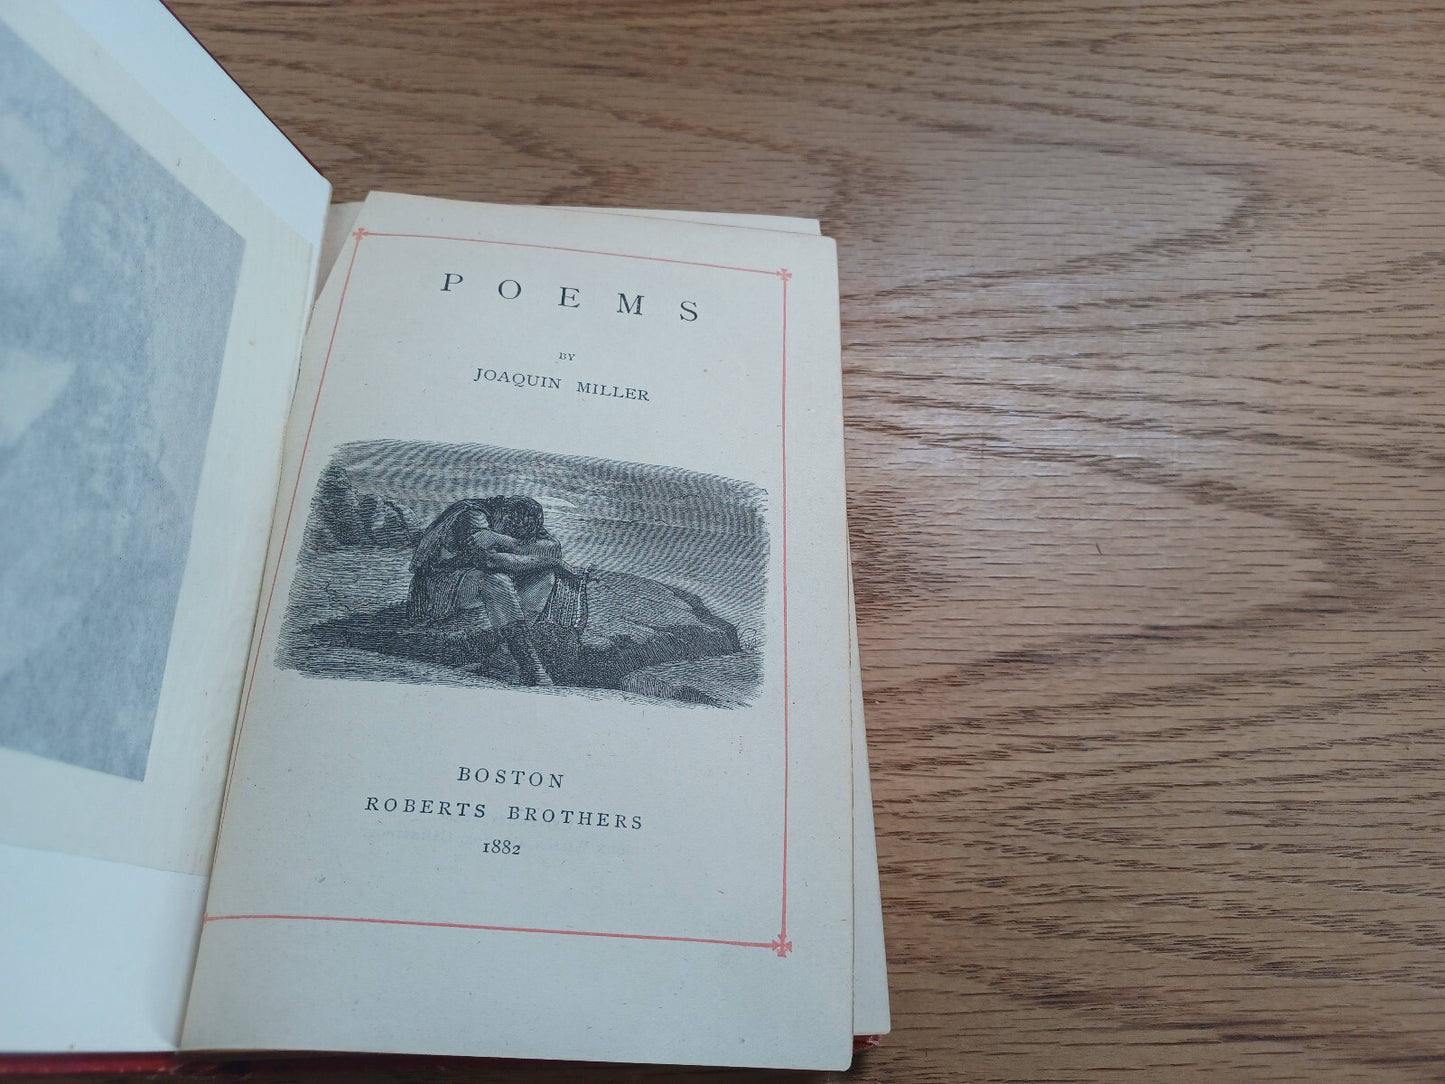 POEMS
BY
JOAQUIN MILLER
BOSTON
ROBERTS BROTHERS
1882